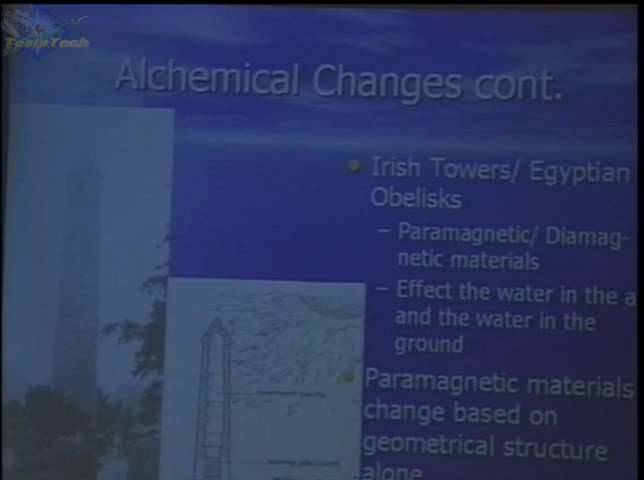 TeslaTech
Alchemical Changes cont.
Irish Towers/ Egyptian
Obelisks
– Paramagnetic/ Diamag-
netic materials
– Effect the water in the a
and the water in the
ground
Paramagnetic materials
change based on
geometrical structure
alone